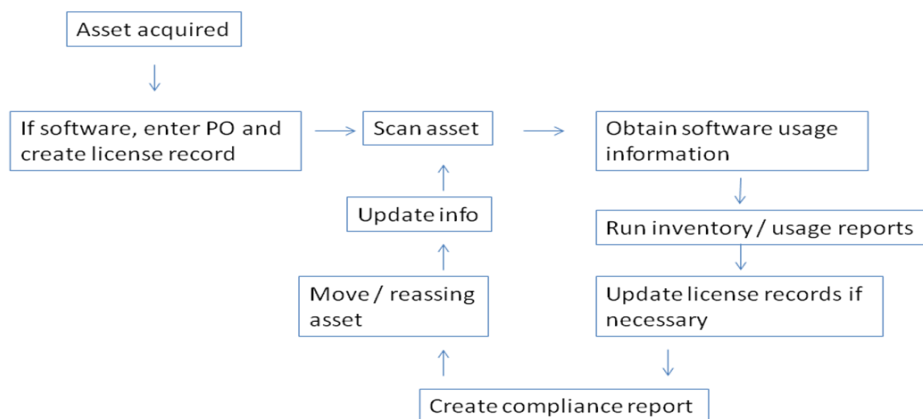 Asset acquired
If software, enter PO and
create license record
Scan asset
Obtain software usage
information
Update info
Run inventory / usage reports
Move / reassing
asset
Update license records if
necessary
Create compliance report